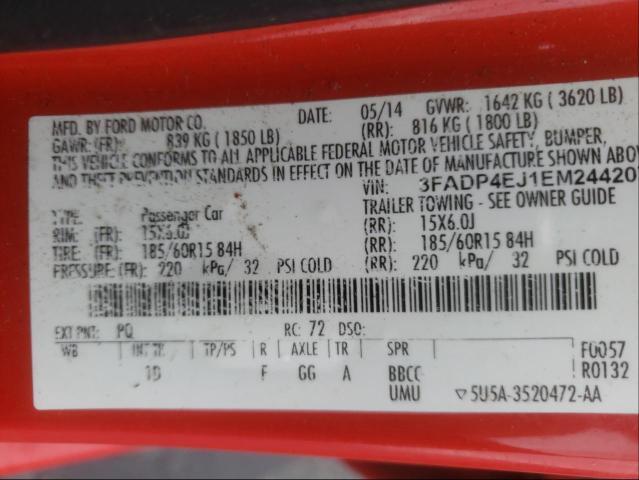 MFD. BY FORD MOTOR CO.
DATE: 05/14 GVWR: 1642 KG ( 3620 LB)
GAWR: (FR): 839 KG ( 1850 LB) (RR): 816 KG ( 1800 LB)
THIS VEHICLE CONFORMS TO ALL APPLICABLE FEDERAL MOTOR VEHICLE SAFETY, BUMPER,
AND THEFT PREVENTION STANDARDS IN EFFECT ON THE DATE OF MANUFACTURE SHOWN ABOV
VIN: 3FADP4EJ1EM24420
TRAILER TOWING - SEE OWNER GUIDE
TYPE: Passenger Car
RIM: (FR): 15X6.0J (RR): 15X6.0J
TIRE: (FR): 185/60R15 84H (RR): 185/60R15 84H
PRESSURE: (FR): 220 kPa/ 32 PSI COLD (RR): 220 kPa/ 32 PSI COLD
EXT PNT: PQ RC: 72 DSO:
WB INT TR TP/PS R AXLE TR SPR
F GG A BBCC
UMU
F0057
R0132
▽5U5A-3520472-AA